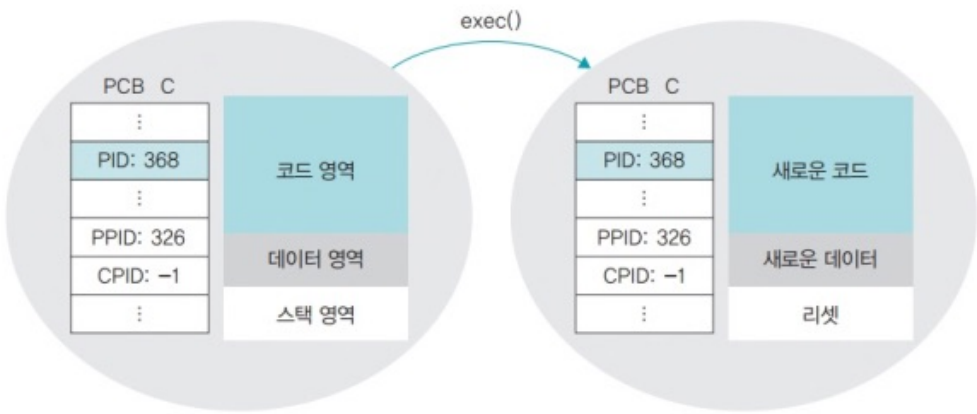 exec()
PCB C
⋮
PID: 368
⋮
PPID: 326
CPID: −1
⋮
코드 영역
데이터 영역
스택 영역
PCB C
⋮
PID: 368
⋮
PPID: 326
CPID: −1
⋮
새로운 코드
새로운 데이터
리셋